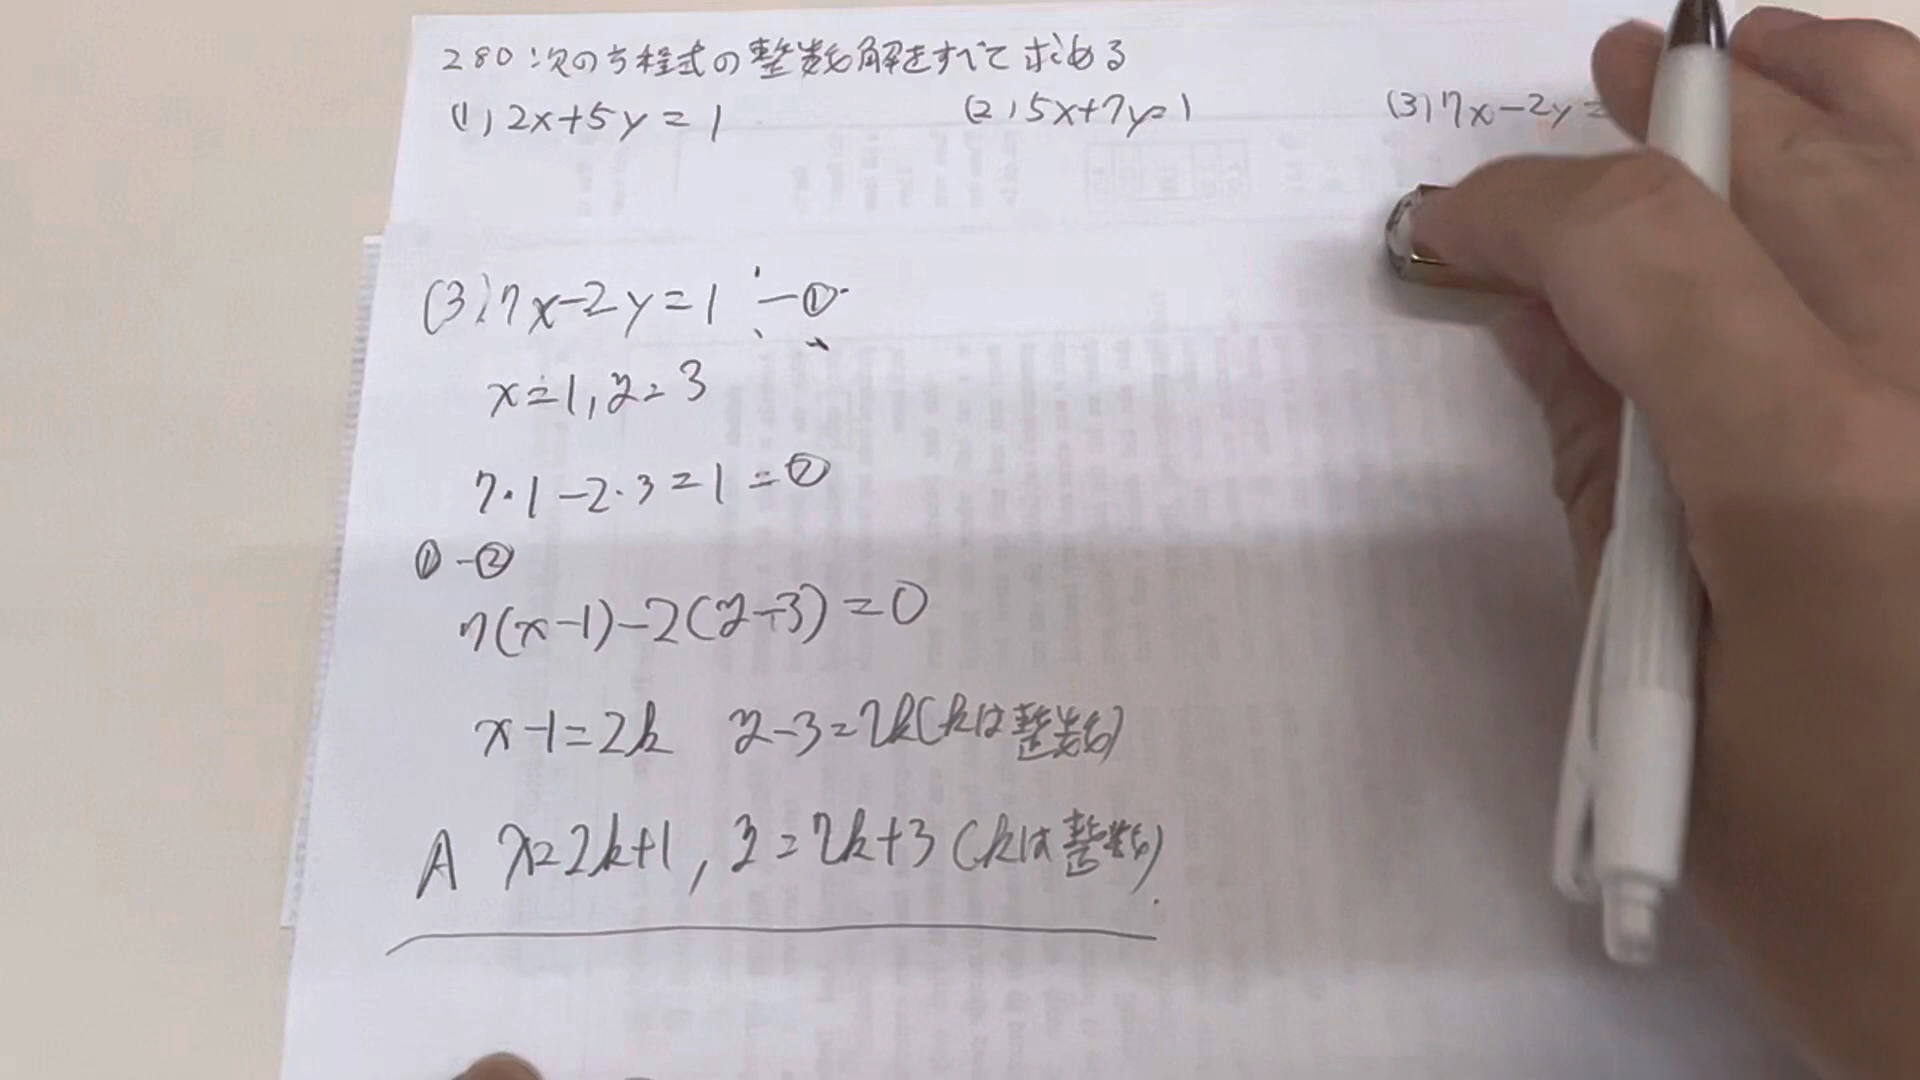 280 次の方程式の整数解をすべて求める
(1) 2x+5y=1 (2) 5x+7y=1 (3) 7x-2y=
(3) 7x-2y=1 -①
x=1, y=3
7・1-2・3=1 -②
①-②
7(x-1)-2(y-3)=0
x-1=2k y-3=7k(kは整数)
A x=2k+1, y=7k+3 (kは整数).